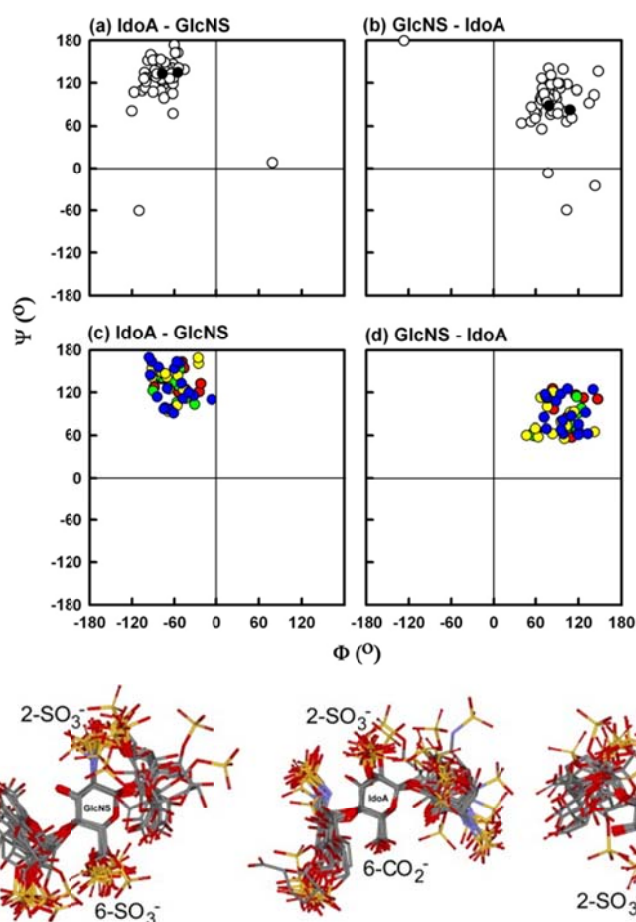 (a) IdoA - GlcNS
(b) GlcNS - IdoA
180
120
60
0
-60
-120
-180
Ψ (O)
(c) IdoA - GlcNS
(d) GlcNS - IdoA
180
120
60
0
-60
-120
-180
-180 -120 -60 0 60 120
-180 -120 -60 0 60 120 180
Φ (O)
2-SO3-
GlcNS
6-SO3-
2-SO3-
IdoA
6-CO2-
2-SO3